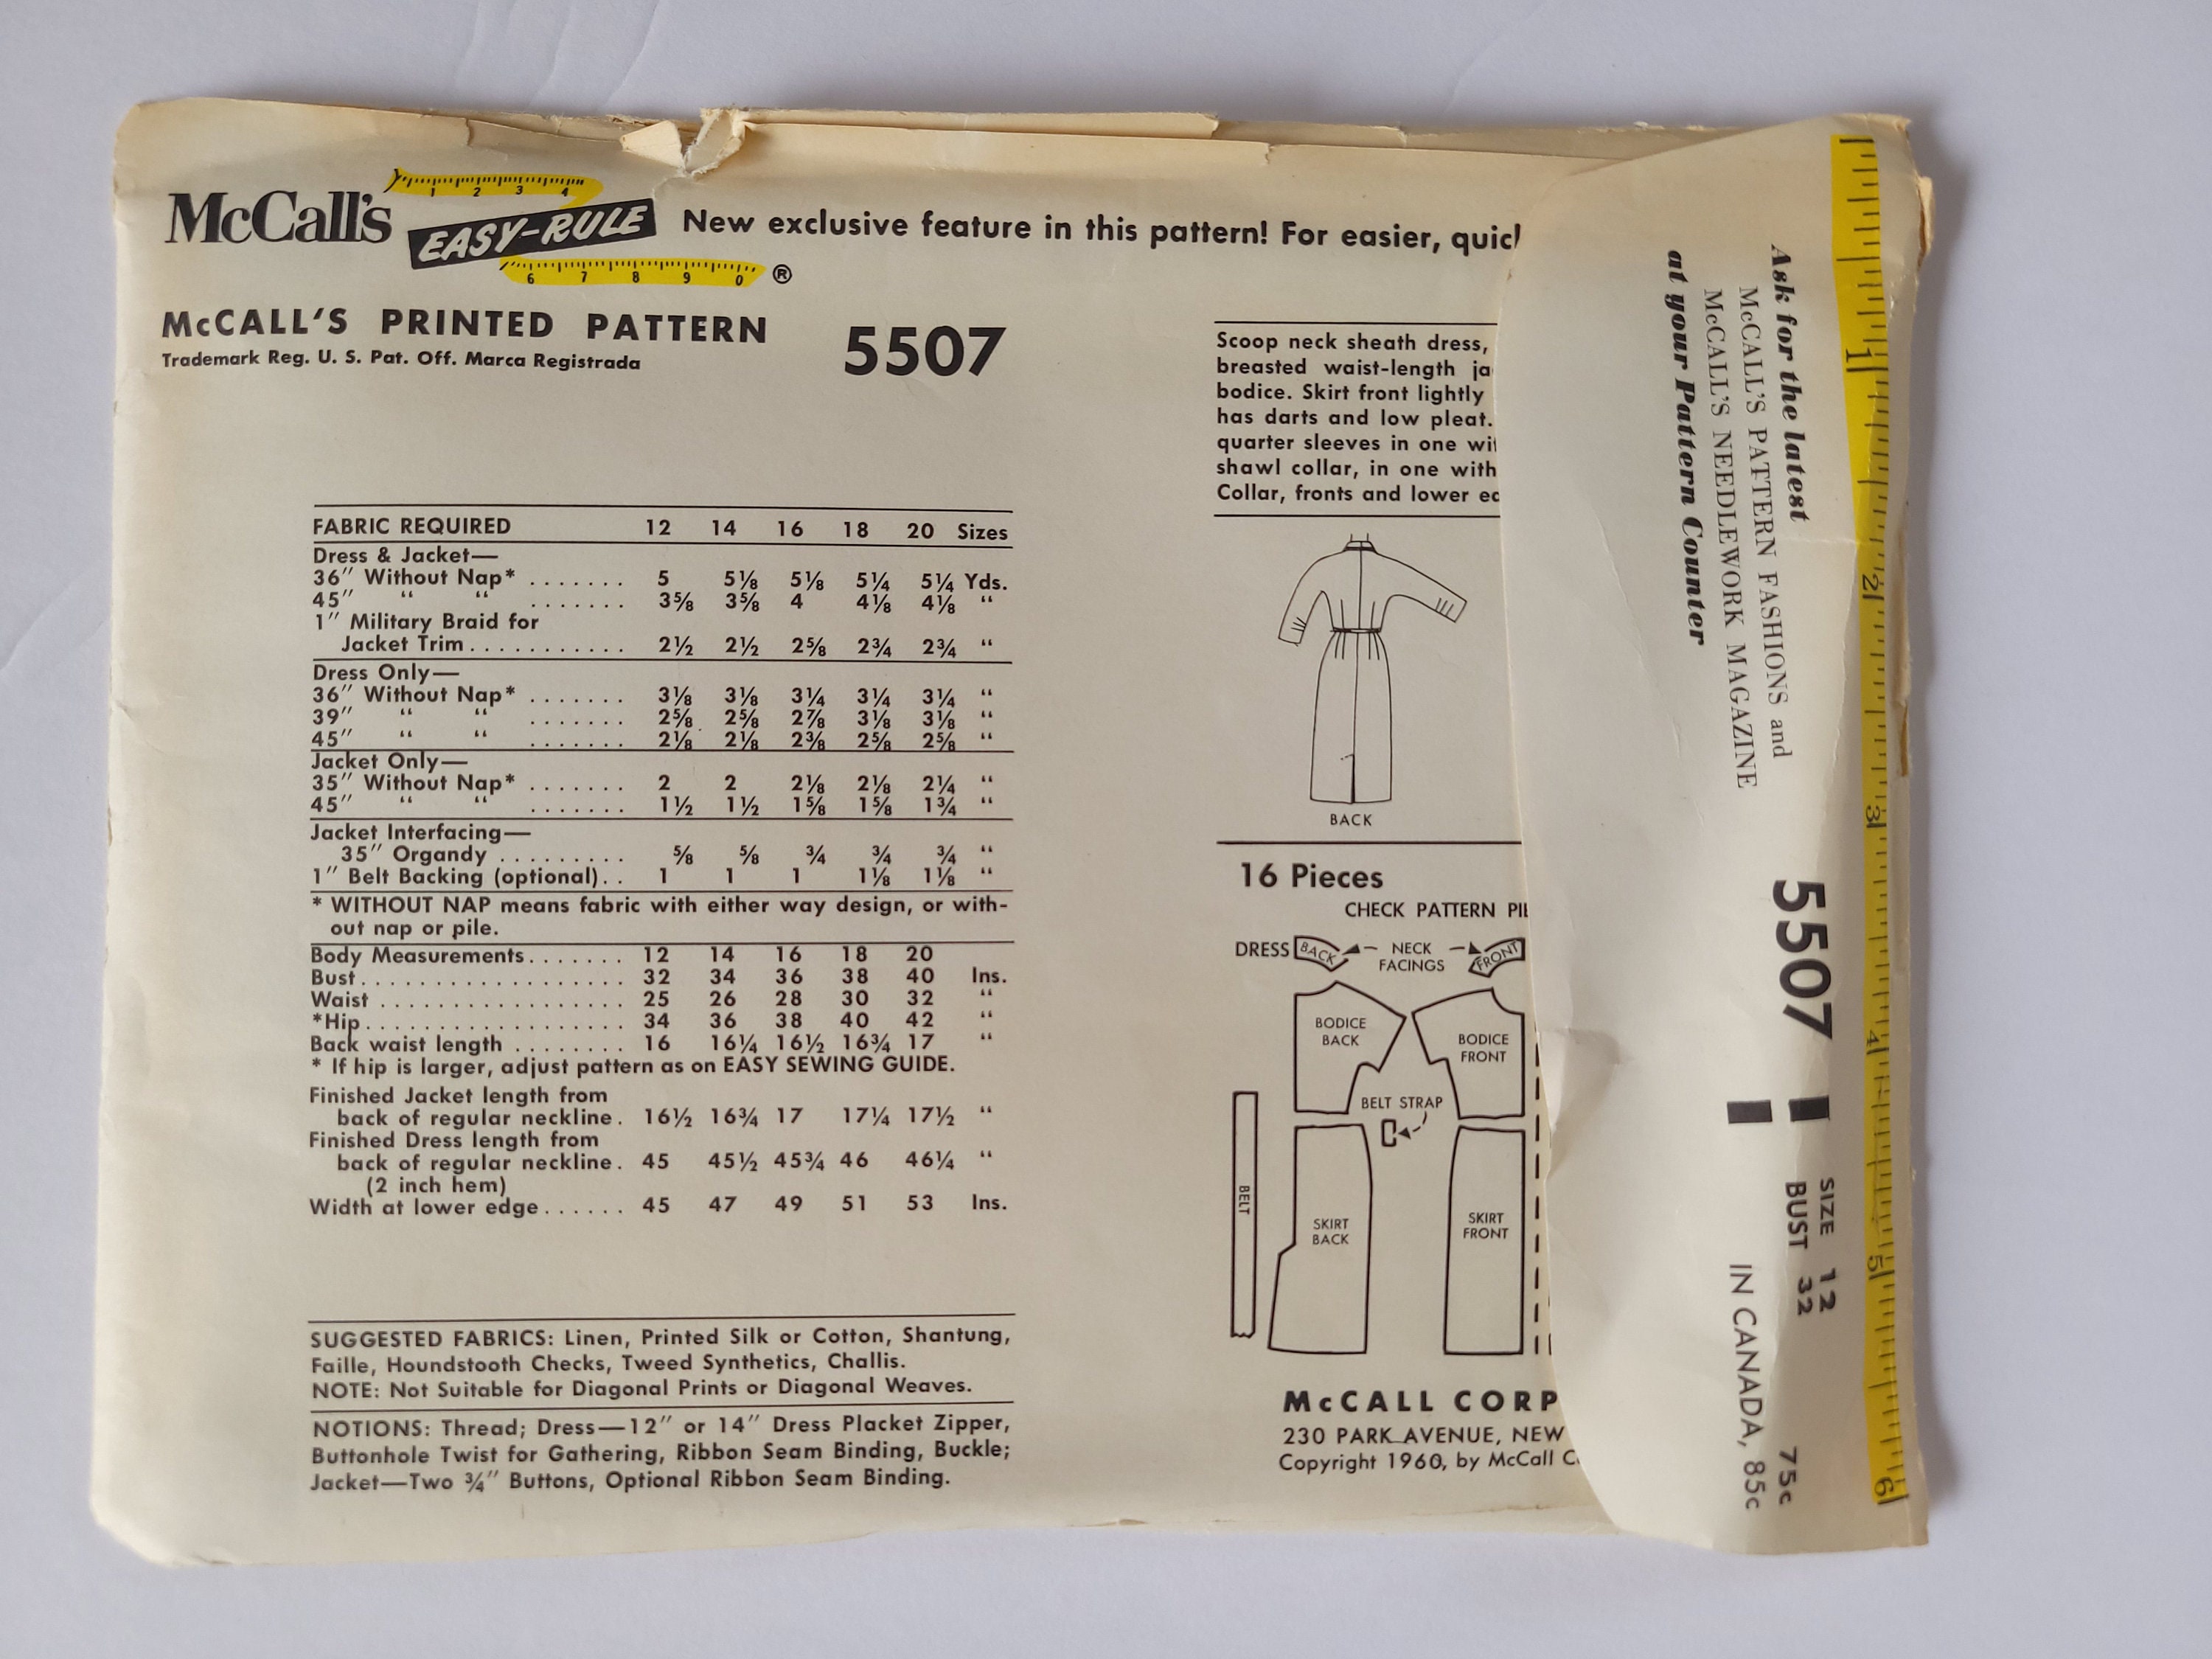 McCall's EASY-RULE ® New exclusive feature in this pattern! For easier,
1 2 3 4
6 7 8 9 0
McCALL'S PRINTED PATTERN 5507
Trademark Reg. U. S. Pat. Off. Marca Registrada
FABRIC REQUIRED 12 14 16 18 20 Sizes
Dress & Jacket—
36″ Without Nap* ....... 5 5⅛ 5⅛ 5¼ 5¼ Yds.
45″ “ “ ....... 3⅝ 3⅝ 4 4⅛ 4⅛ “
1″ Military Braid for
Jacket Trim ........... 2½ 2½ 2⅝ 2¾ 2¾ “
Dress Only—
36″ Without Nap* ....... 3⅛ 3⅛ 3¼ 3¼ 3¼ “
39″ “ “ ....... 2⅝ 2⅝ 2⅞ 3⅛ 3⅛ “
45″ “ “ ....... 2⅛ 2⅛ 2⅜ 2⅝ 2⅝ “
Jacket Only—
35″ Without Nap* ....... 2 2 2⅛ 2⅛ 2¼ “
45″ “ “ ....... 1½ 1½ 1⅝ 1⅝ 1¾ “
Jacket Interfacing—
35″ Organdy ......... ⅝ ⅝ ¾ ¾ ¾ “
1″ Belt Backing (optional).. 1 1 1 1⅛ 1⅛ “
* WITHOUT NAP means fabric with either way design, or with-
out nap or pile.
Body Measurements....... 12 14 16 18 20
Bust................... 32 34 36 38 40 Ins.
Waist .................. 25 26 28 30 32 “
*Hip................... 34 36 38 40 42 “
Back waist length ........ 16 16¼ 16½ 16¾ 17 “
* If hip is larger, adjust pattern as on EASY SEWING GUIDE.
Finished Jacket length from
back of regular neckline. 16½ 16¾ 17 17¼ 17½ “
Finished Dress length from
back of regular neckline. 45 45½ 45¾ 46 46¼ “
(2 inch hem)
Width at lower edge...... 45 47 49 51 53 Ins.
SUGGESTED FABRICS: Linen, Printed Silk or Cotton, Shantung,
Faille, Houndstooth Checks, Tweed Synthetics, Challis.
NOTE: Not Suitable for Diagonal Prints or Diagonal Weaves.
NOTIONS: Thread; Dress—12″ or 14″ Dress Placket Zipper,
Buttonhole Twist for Gathering, Ribbon Seam Binding, Buckle;
Jacket—Two ¾″ Buttons, Optional Ribbon Seam Binding.
Scoop neck sheath dress,
breasted waist-length
bodice. Skirt front lightly
has darts and low pleat.
quarter sleeves in one
shawl collar, in one with
Collar, fronts and lower
BACK
16 Pieces
CHECK PATTERN
DRESS BACK NECK FACINGS FRONT
BODICE BACK
BODICE FRONT
BELT STRAP
BELT
SKIRT BACK
SKIRT FRONT
McCALL CORP
230 PARK AVENUE, NEW
Copyright 1960, by McCall
Ask for the latest
McCALL'S PATTERN FASHIONS and
McCALL'S NEEDLEWORK MAGAZINE
at your Pattern Counter
5507
SIZE 12
BUST 32
75c
IN CANADA, 85c
1 2 3 4 5 6